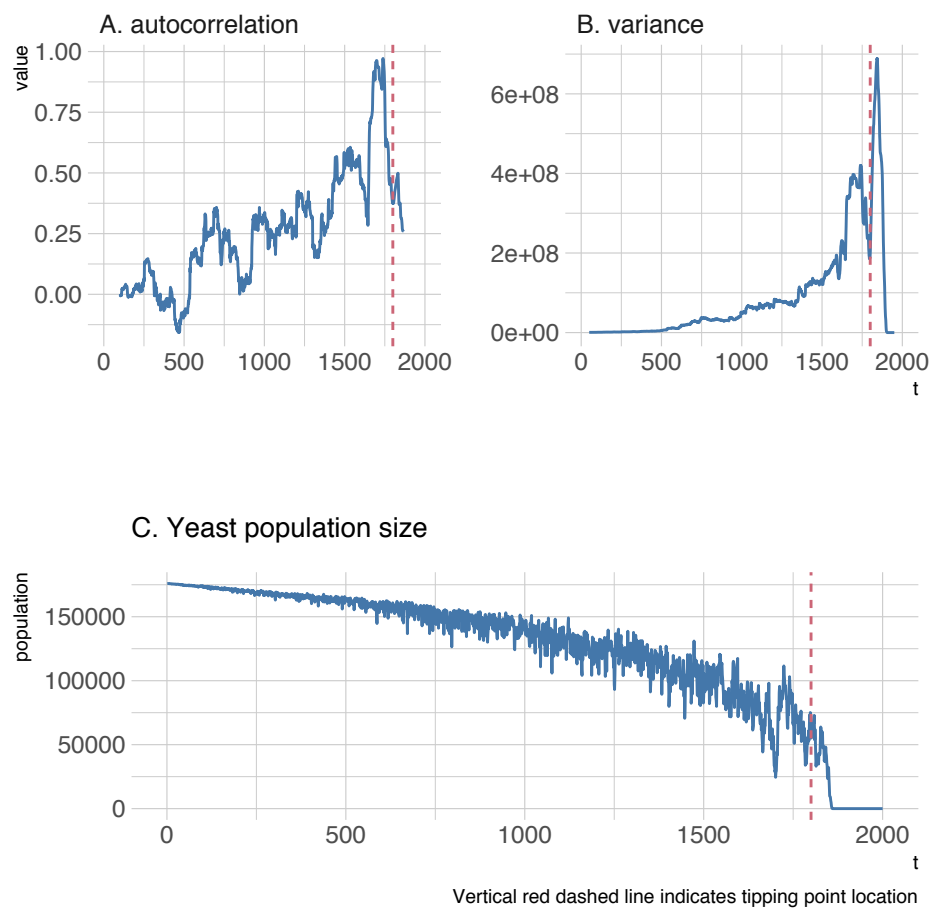 A. autocorrelation
value
1.00
0.75
0.50
0.25
0.00
0 500 1000 1500 2000
B. variance
6e+08
4e+08
2e+08
0e+00
0 500 1000 1500 2000
t
C. Yeast population size
population
150000
100000
50000
0
0 500 1000 1500 2000
t
Vertical red dashed line indicates tipping point location